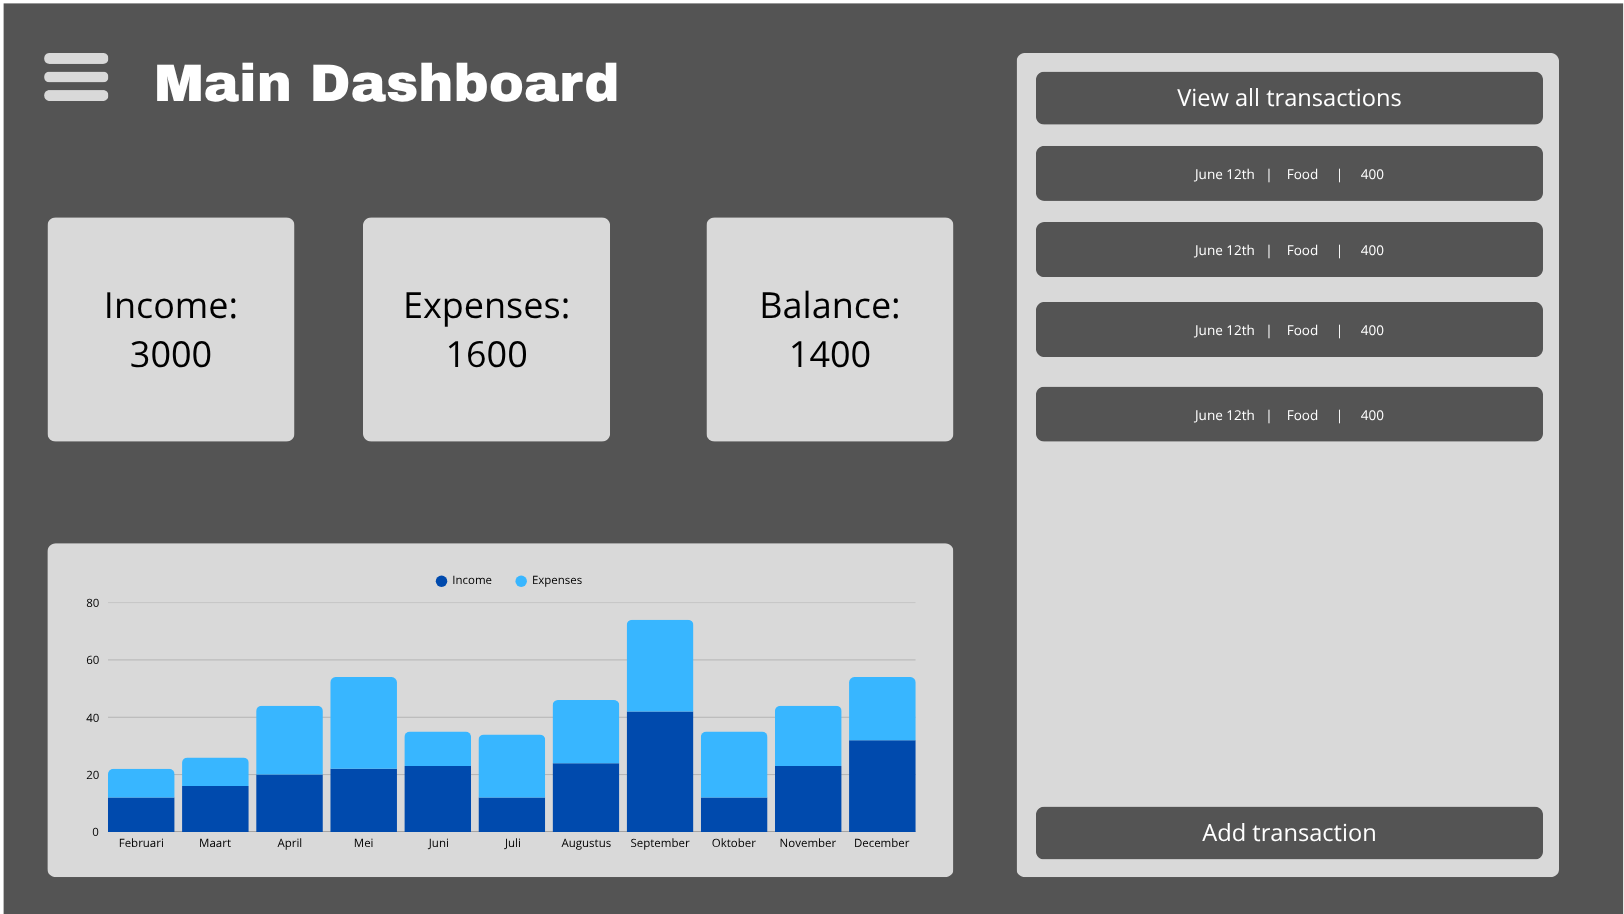 Main Dashboard
Income:
3000
Expenses:
1600
Balance:
1400
Income Expenses
80
60
40
20
0
Februari Maart April Mei Juni Juli Augustus September Oktober November December
View all transactions
June 12th | Food | 400
June 12th | Food | 400
June 12th | Food | 400
June 12th | Food | 400
Add transaction